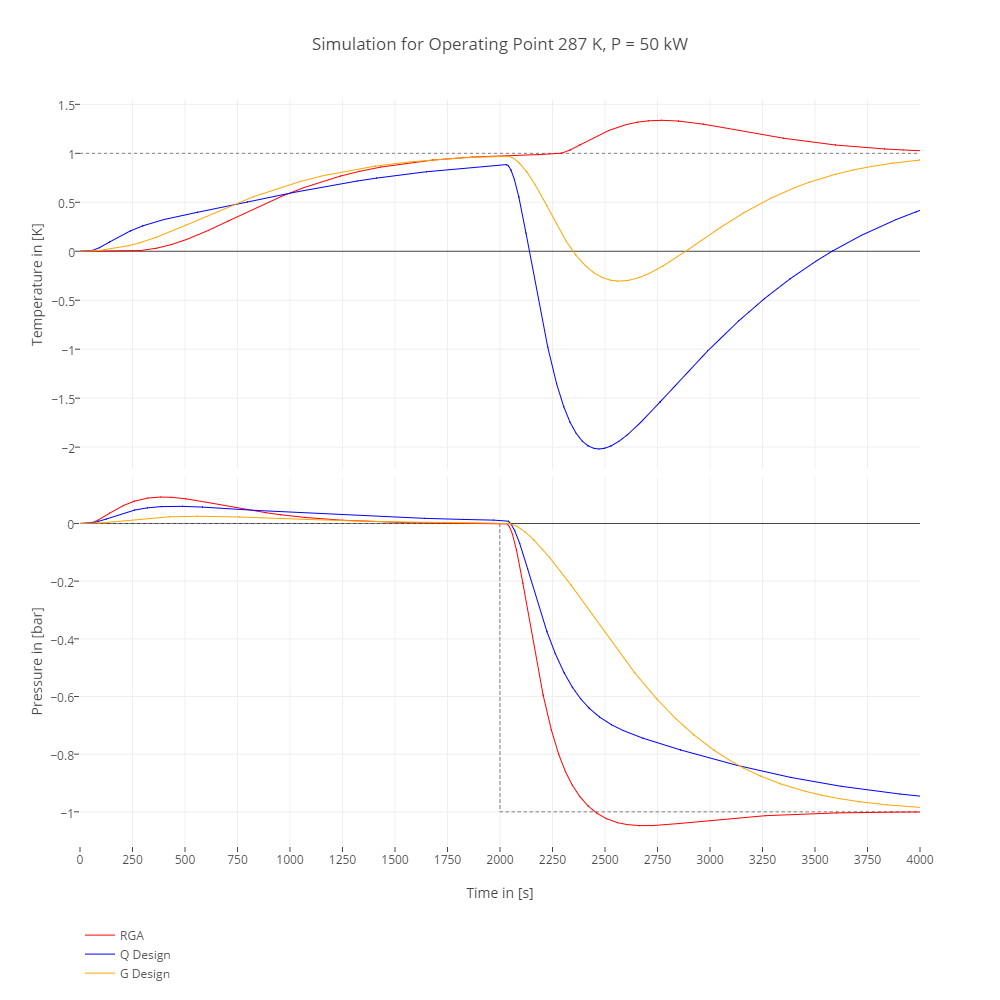 Simulation for Operating Point 287 K, P = 50 kW
1.5
1
0.5
0
−0.5
−1
−1.5
−2
Temperature in [K]
0
−0.2
−0.4
−0.6
−0.8
−1
Pressure in [bar]
0 250 500 750 1000 1250 1500 1750 2000 2250 2500 2750 3000 3250 3500 3750 4000
Time in [s]
RGA
Q Design
G Design